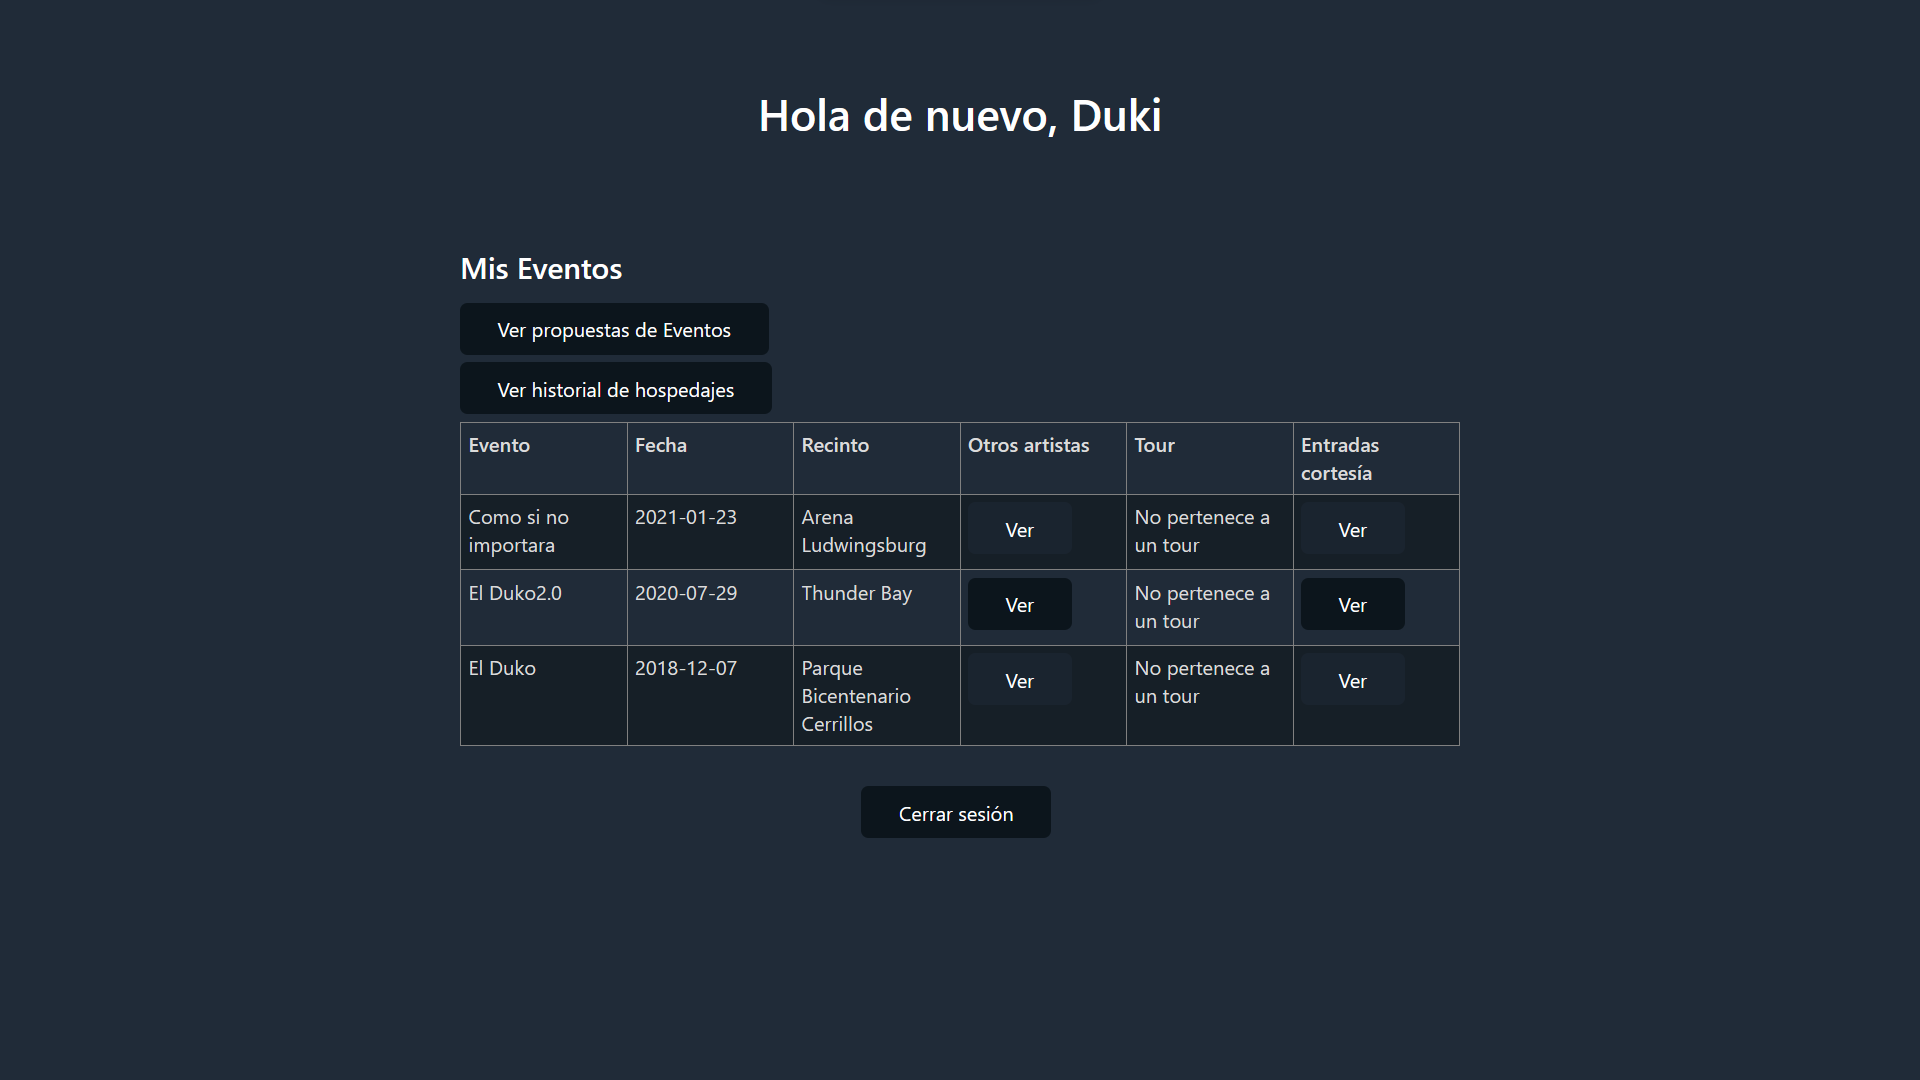 Hola de nuevo, Duki
Mis Eventos
Ver propuestas de Eventos
Ver historial de hospedajes
Evento Fecha Recinto Otros artistas Tour Entradas cortesía
Como si no importara 2021-01-23 Arena Ludwingsburg Ver No pertenece a un tour Ver
El Duko2.0 2020-07-29 Thunder Bay Ver No pertenece a un tour Ver
El Duko 2018-12-07 Parque Bicentenario Cerrillos Ver No pertenece a un tour Ver
Cerrar sesión